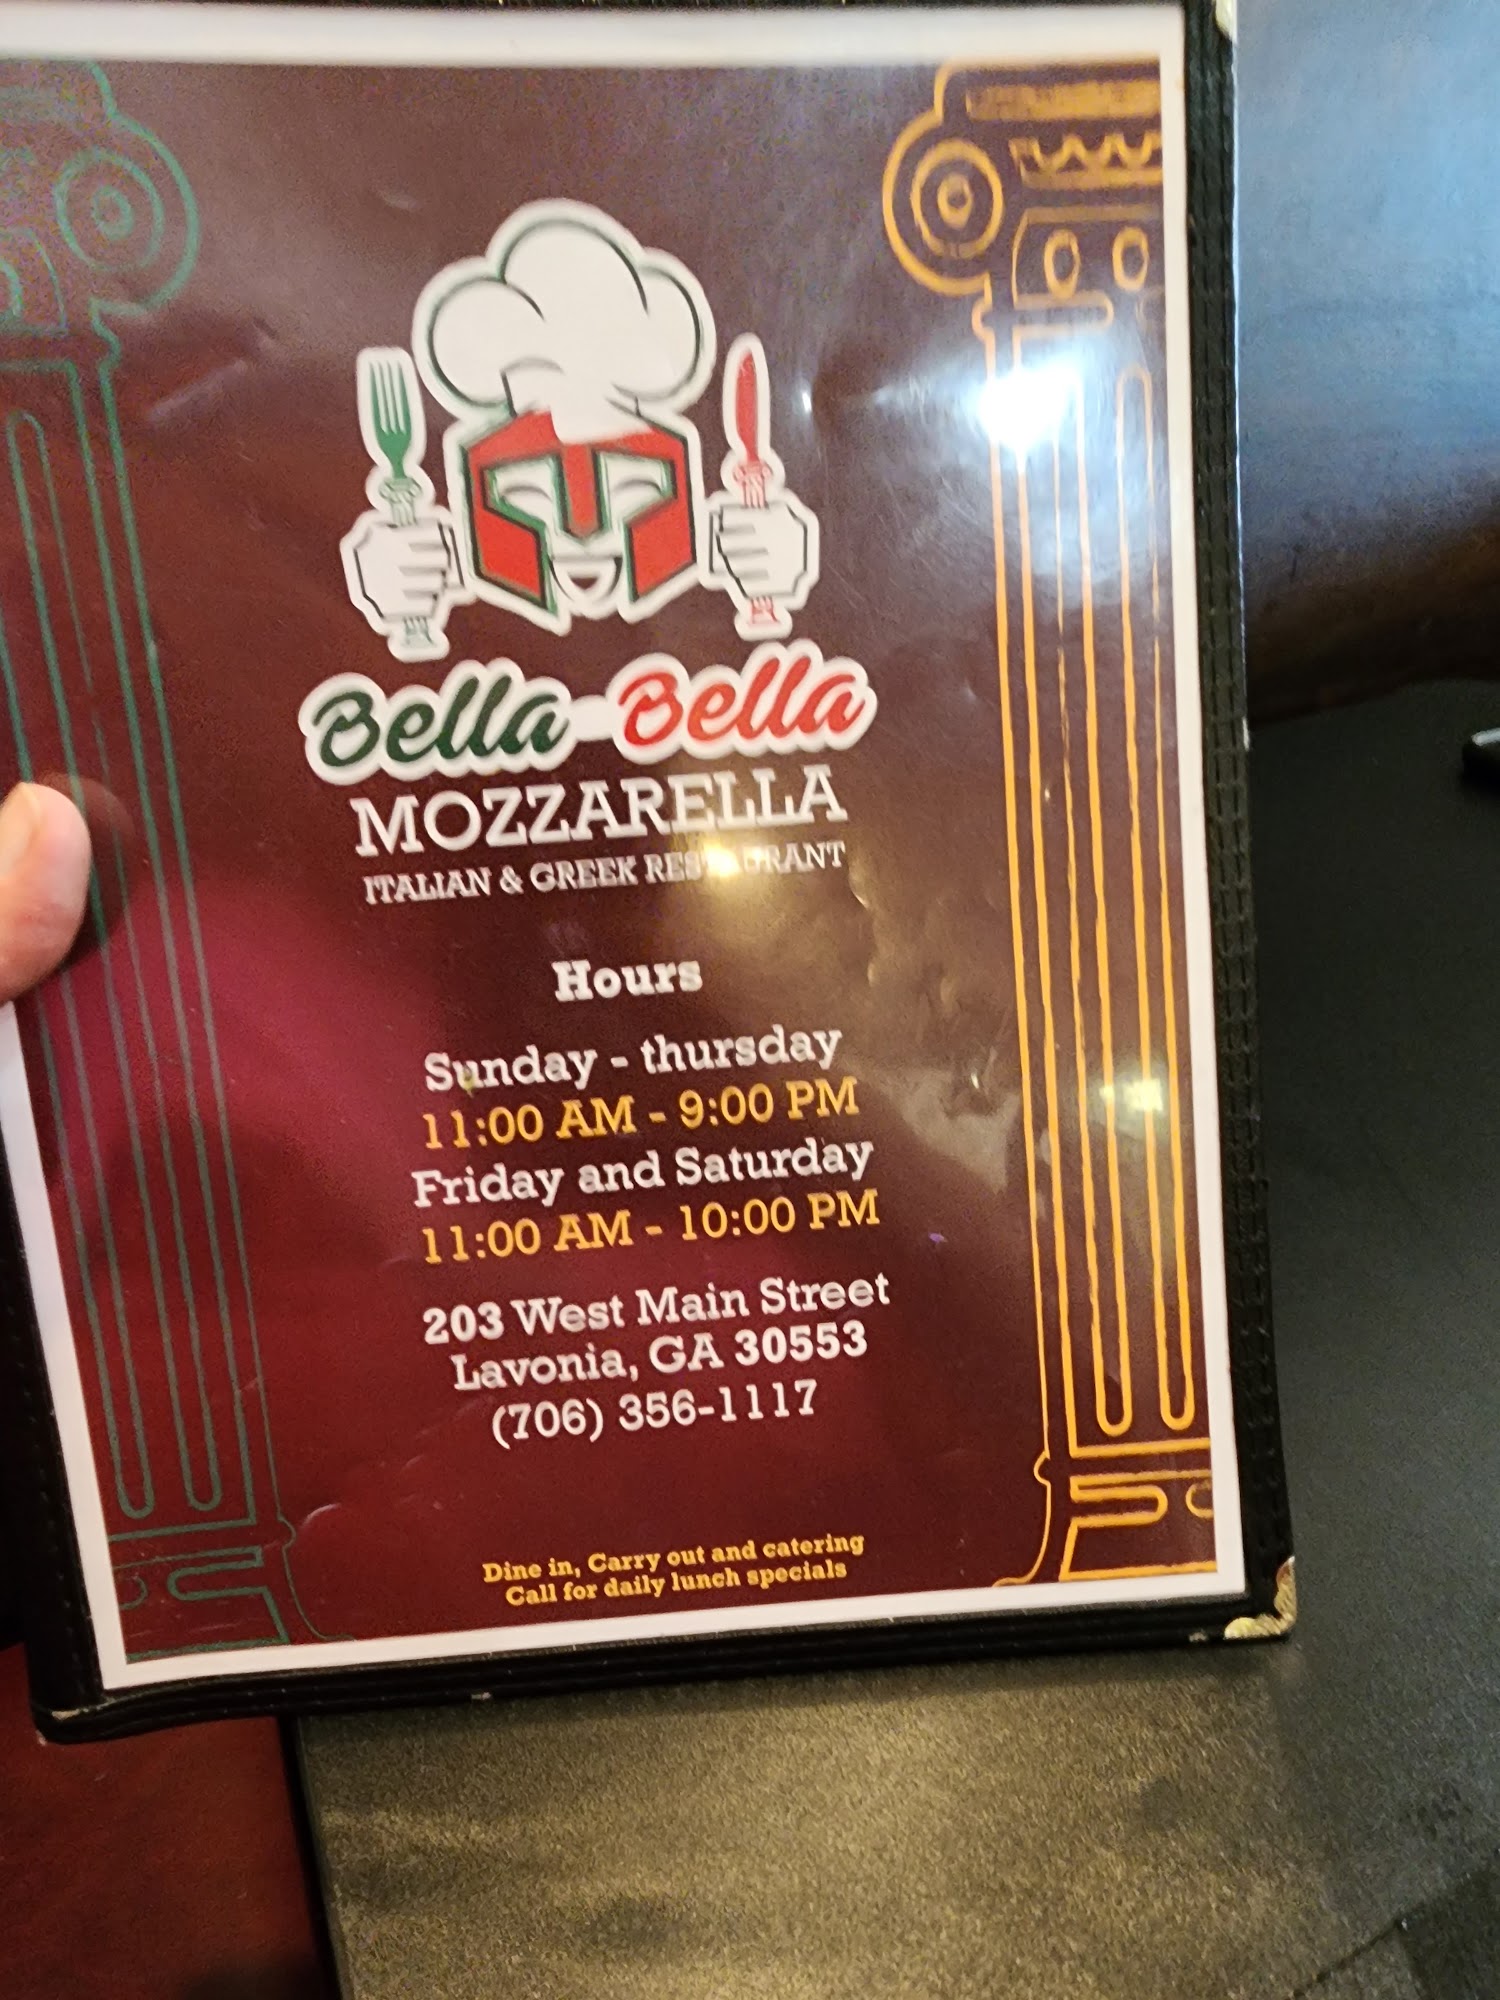 Bella-Bella
MOZZARELLA
ITALIAN & GREEK RESTAURANT
Hours
Sunday - thursday
11:00 AM - 9:00 PM
Friday and Saturday
11:00 AM - 10:00 PM
203 West Main Street
Lavonia, GA 30553
(706) 356-1117
Dine in, Carry out and catering
Call for daily lunch specials